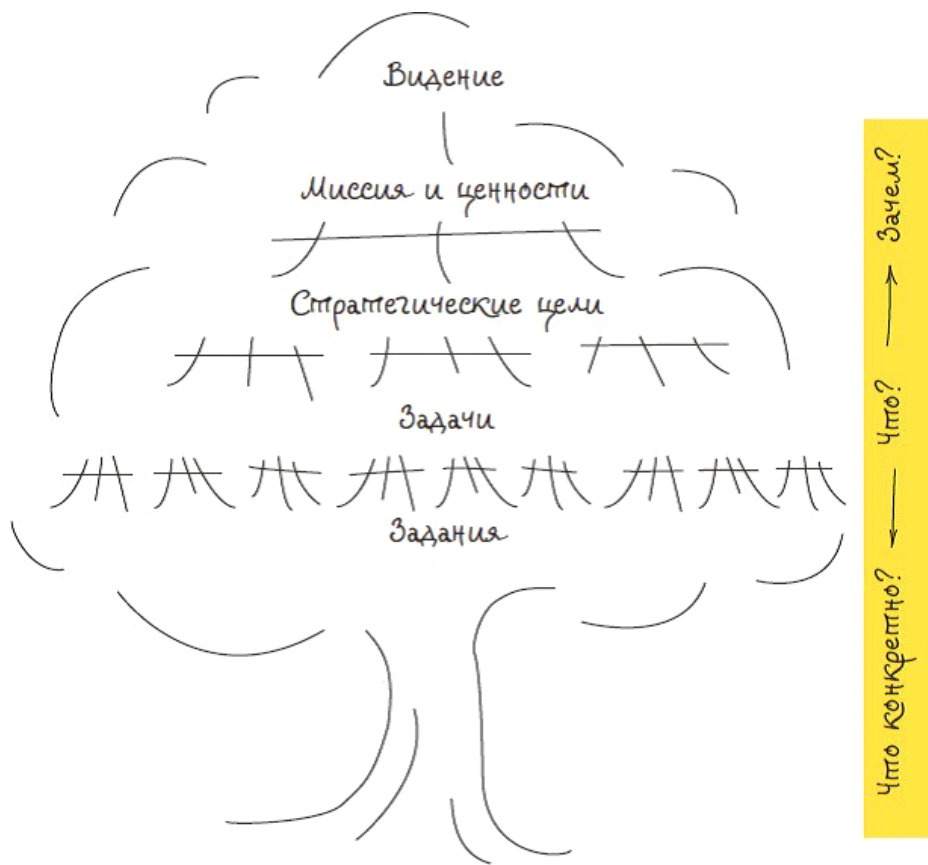 Видение
Миссия и ценности
Стратегические цели
Задачи
Задания
Зачем?
Что?
Что конкретно?